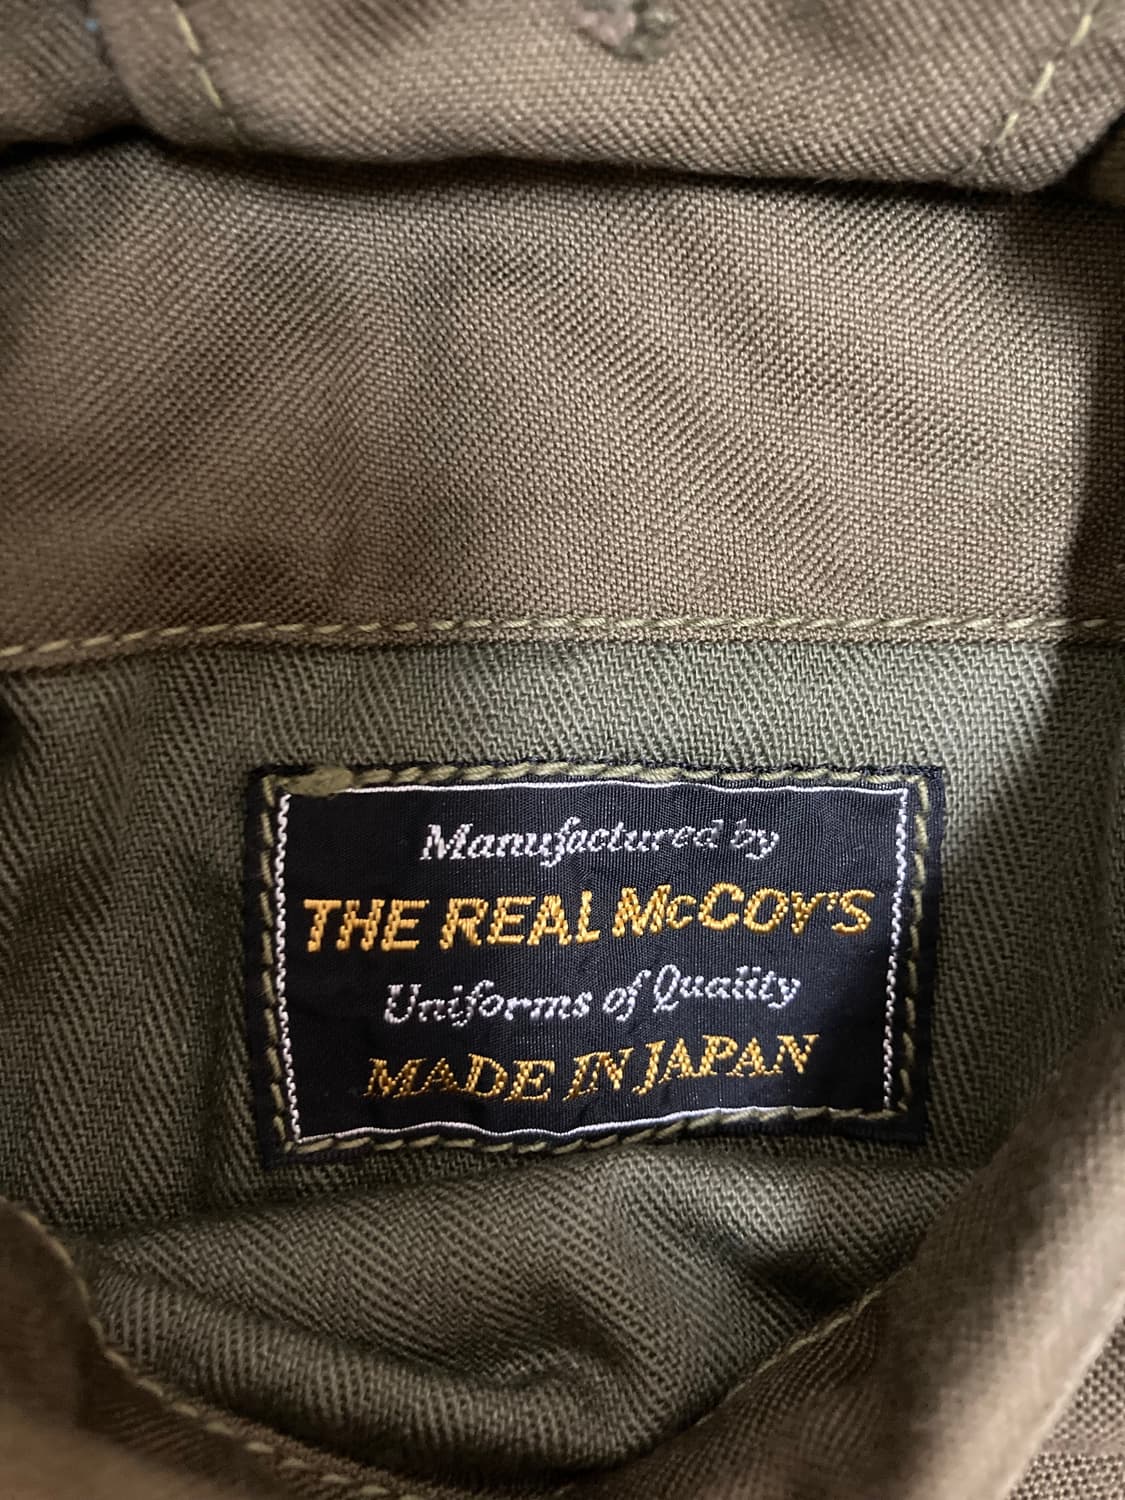 Manufactured by
THE REAL McCOY'S
Uniforms of Quality
MADE IN JAPAN